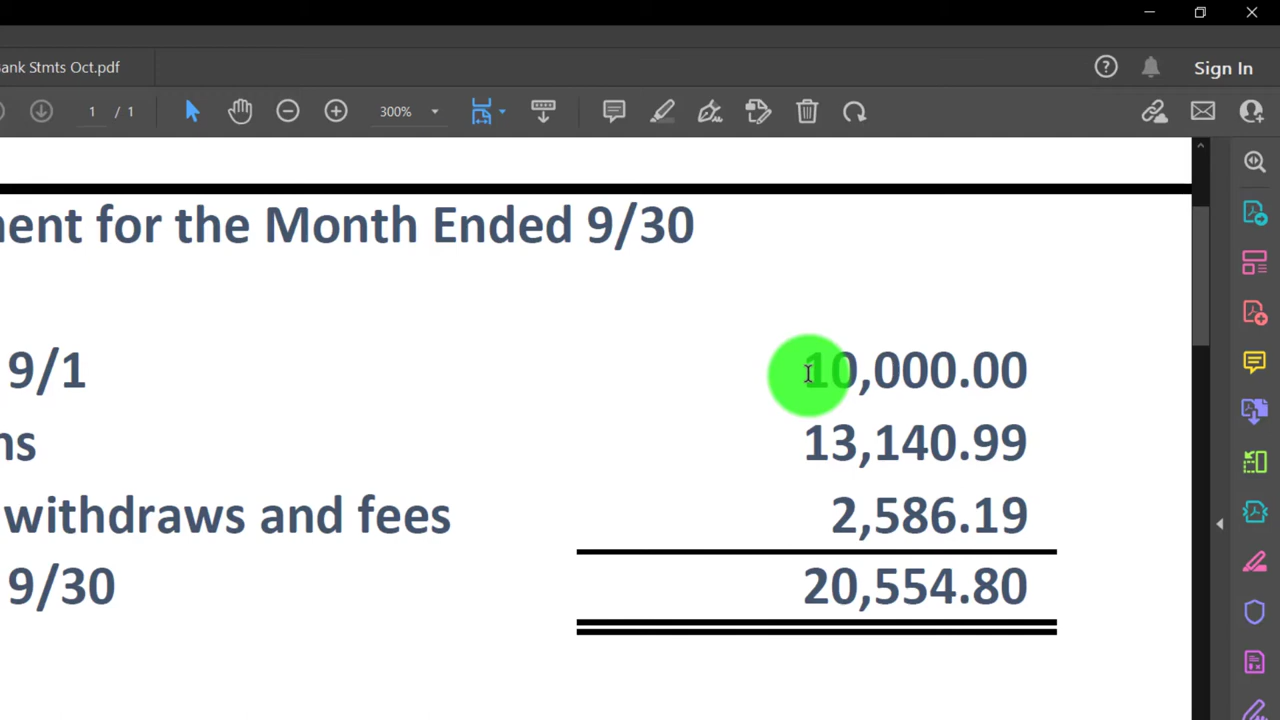 ank Stmts Oct.pdf
Sign In
1 / 1
300%
ent for the Month Ended 9/30
9/1 10,000.00
ns 13,140.99
withdraws and fees 2,586.19
9/30 20,554.80